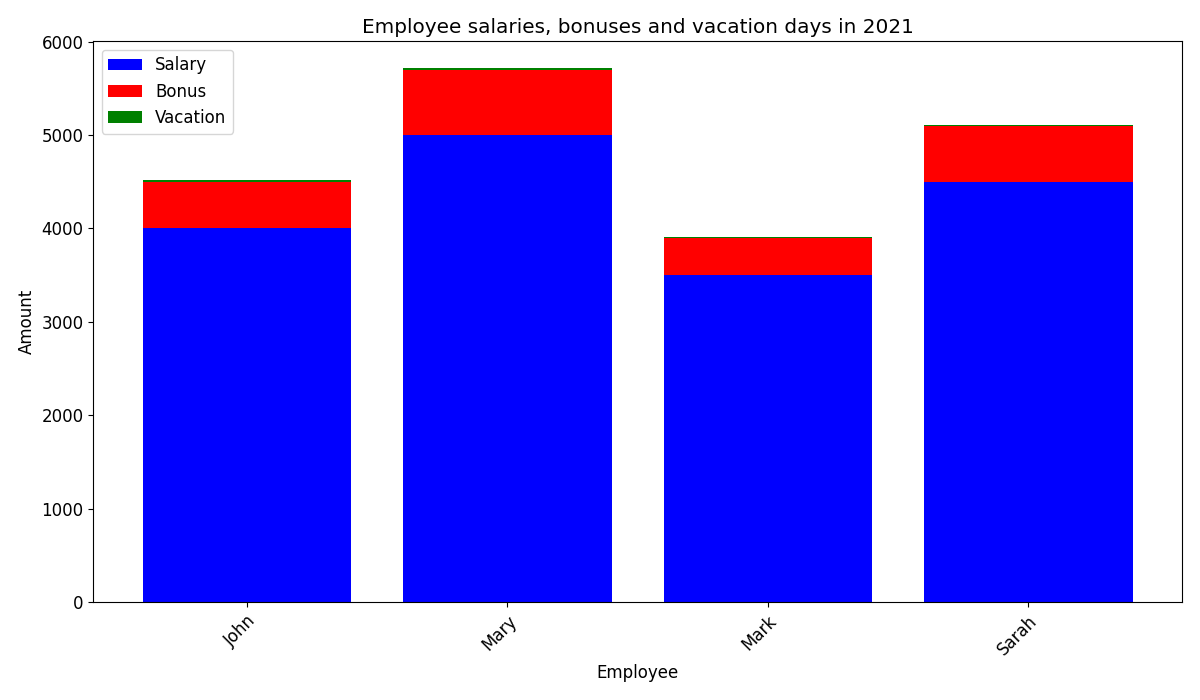 Employee salaries, bonuses and vacation days in 2021
Salary
Bonus
Vacation
Amount
6000
5000
4000
3000
2000
1000
0
John
Mary
Mark
Sarah
Employee